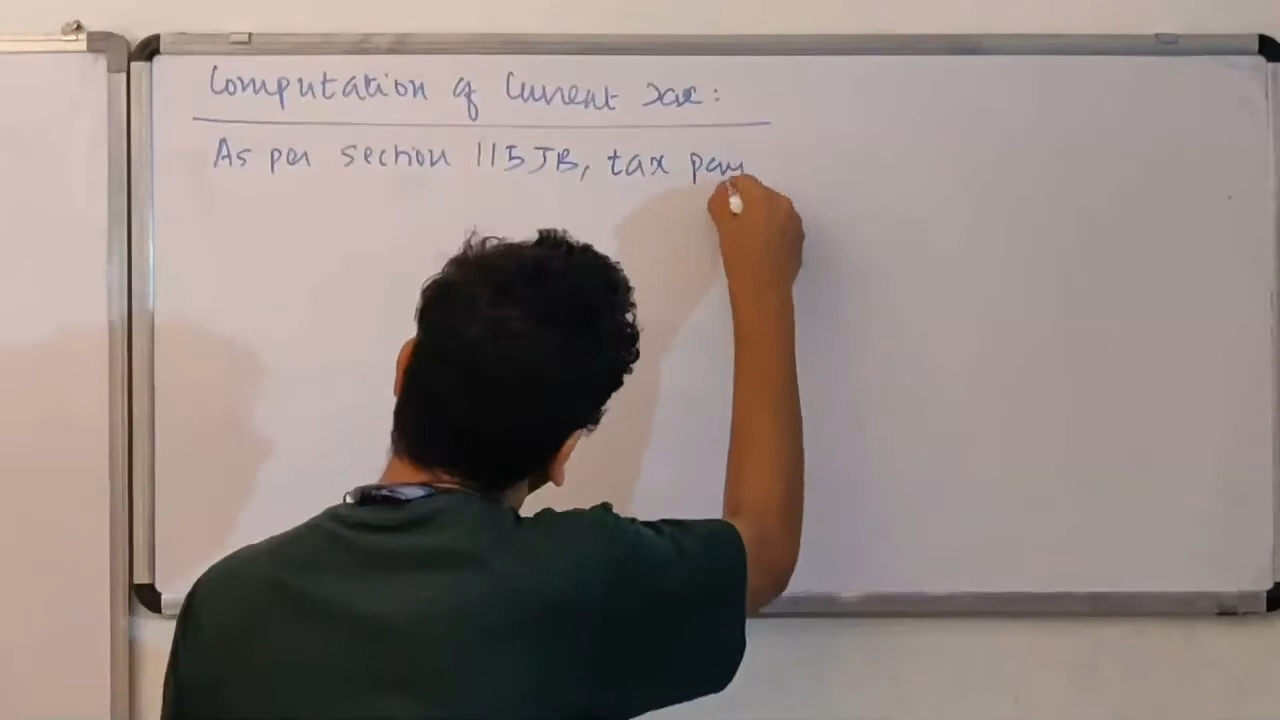 Computation of Current Tax:
As per section 115JB, tax pay